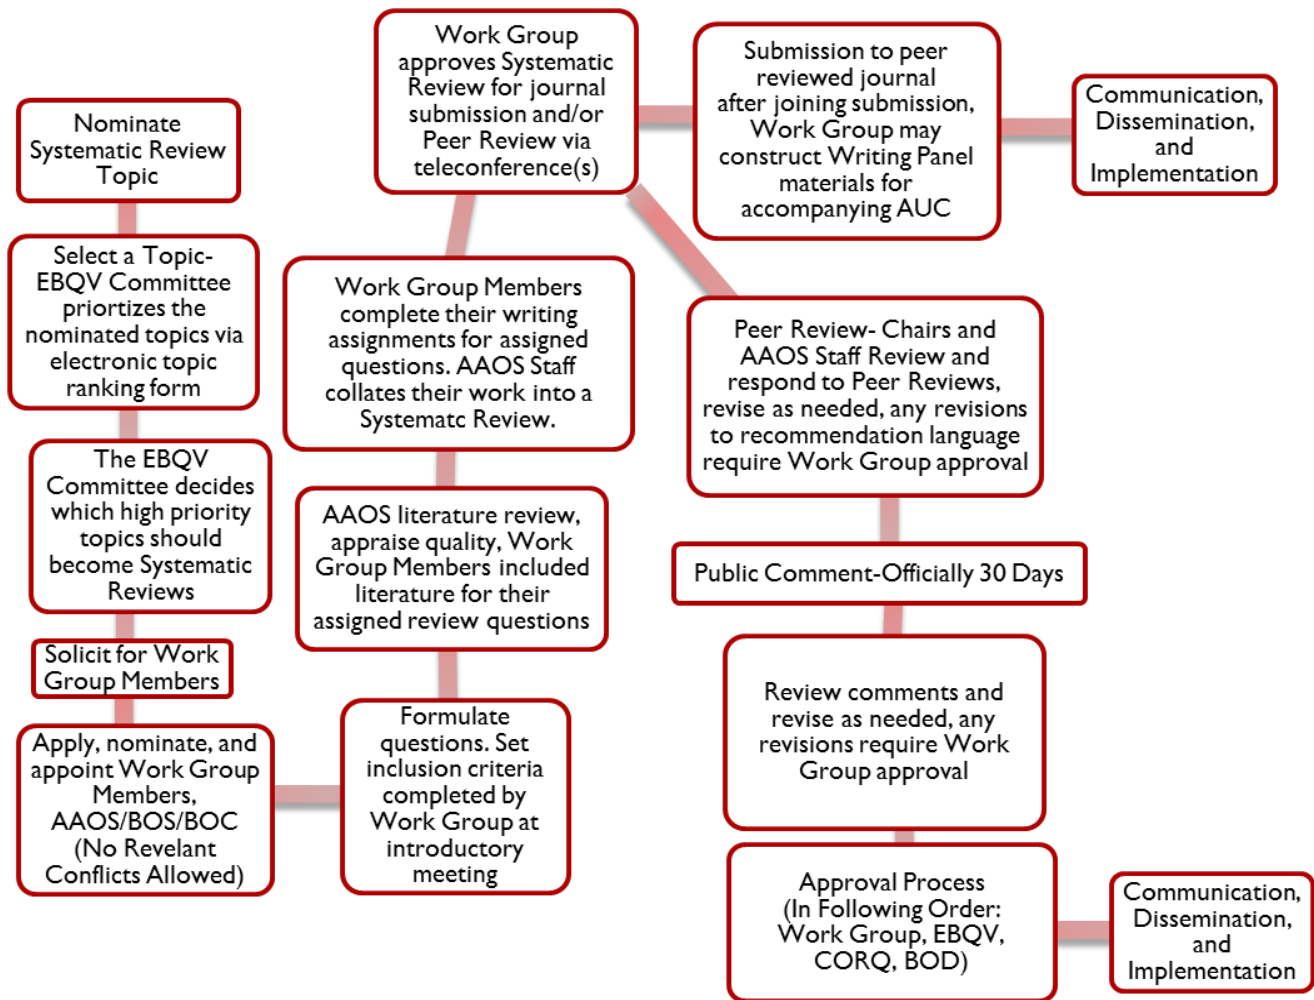 Nominate
Systematic Review
Topic
Select a Topic-
EBQV Committee
priortizes the
nominated topics via
electronic topic
ranking form
The EBQV
Committee decides
which high priority
topics should
become Systematic
Reviews
Solicit for Work
Group Members
Apply, nominate, and
appoint Work Group
Members,
AAOS/BOS/BOC
(No Revelant
Conflicts Allowed)
Formulate
questions. Set
inclusion criteria
completed by
Work Group at
introductory
meeting
AAOS literature review,
appraise quality, Work
Group Members included
literature for their
assigned review questions
Work Group Members
complete their writing
assignments for assigned
questions. AAOS Staff
collates their work into a
Systematc Review.
Work Group
approves Systematic
Review for journal
submission and/or
Peer Review via
teleconference(s)
Submission to peer
reviewed journal
after joining submission,
Work Group may
construct Writing Panel
materials for
accompanying AUC
Communication,
Dissemination,
and
Implementation
Peer Review- Chairs and
AAOS Staff Review and
respond to Peer Reviews,
revise as needed, any revisions
to recommendation language
require Work Group approval
Public Comment-Officially 30 Days
Review comments and
revise as needed, any
revisions require Work
Group approval
Approval Process
(In Following Order:
Work Group, EBQV,
CORQ, BOD)
Communication,
Dissemination,
and
Implementation